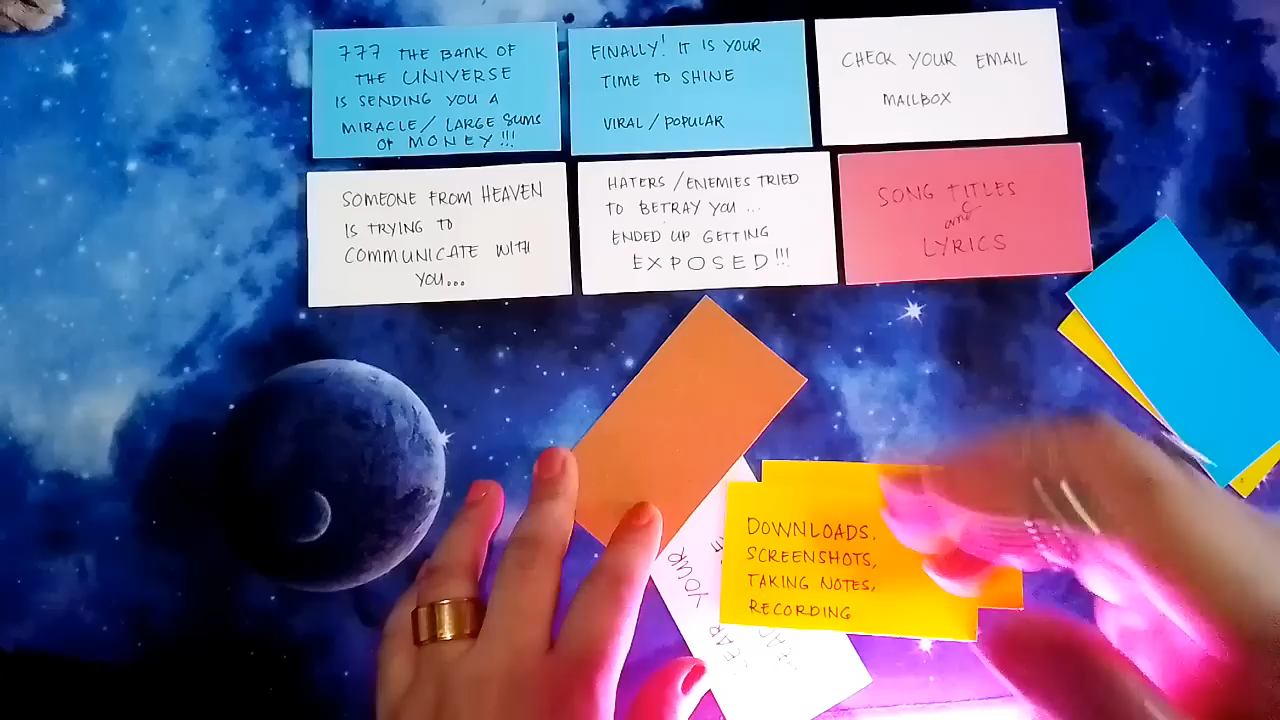 777 THE BANK OF
THE UNIVERSE
IS SENDING YOU A
MIRACLE/LARGE SUMS
OF MONEY!!!
FINALLY! IT IS YOUR
TIME TO SHINE
VIRAL/POPULAR
CHECK YOUR EMAIL
MAILBOX
SOMEONE FROM HEAVEN
IS TRYING TO
COMMUNICATE WITH
YOU...
HATERS/ENEMIES TRIED
TO BETRAY YOU...
ENDED UP GETTING
EXPOSED!!!
SONG TITLES
and
LYRICS
DOWNLOADS,
SCREENSHOTS,
TAKING NOTES,
RECORDING
YOUR